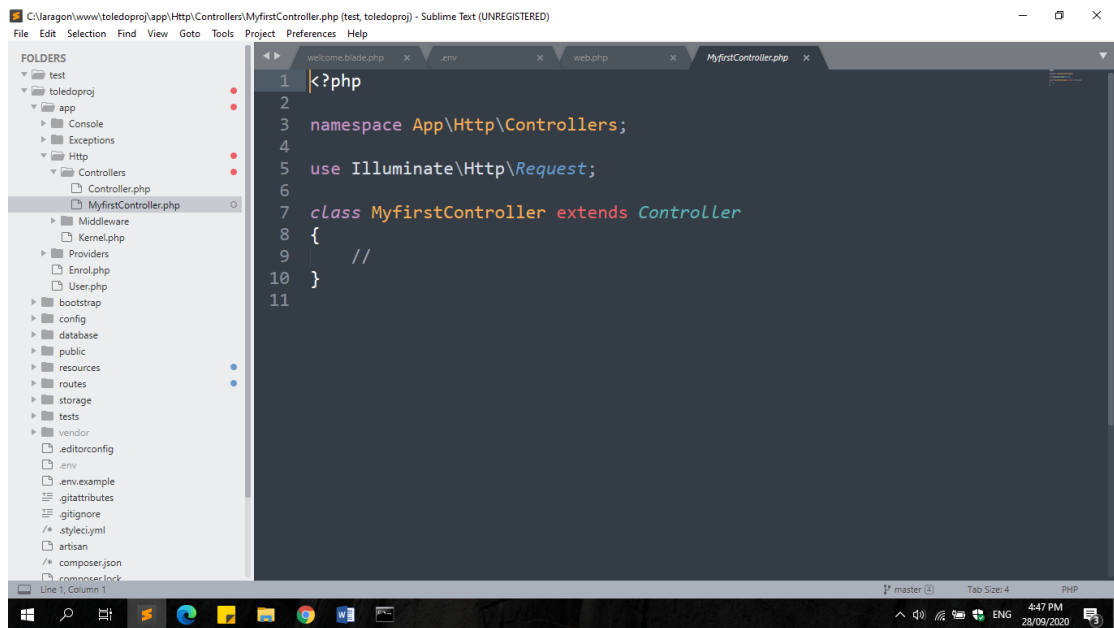 C:\laragon\www\toledoproj\app\Http\Controllers\MyfirstController.php (test, toledoproj) - Sublime Text (UNREGISTERED)
File Edit Selection Find View Goto Tools Project Preferences Help
FOLDERS
test
toledoproj
app
Console
Exceptions
Http
Controllers
Controller.php
MyfirstController.php
Middleware
Kernel.php
Providers
Enrol.php
User.php
bootstrap
config
database
public
resources
routes
storage
tests
vendor
.editorconfig
.env
.env.example
.gitattributes
.gitignore
/* .styleci.yml
artisan
/* composer.json
composer.lock
welcome.blade.php × .env × web.php × MyfirstController.php ×
1 <?php
2
3 namespace App\Http\Controllers;
4
5 use Illuminate\Http\Request;
6
7 class MyfirstController extends Controller
8 {
9 //
10 }
11
Line 1, Column 1 master 4 Tab Size: 4 PHP
ENG 4:47 PM
28/09/2020 3